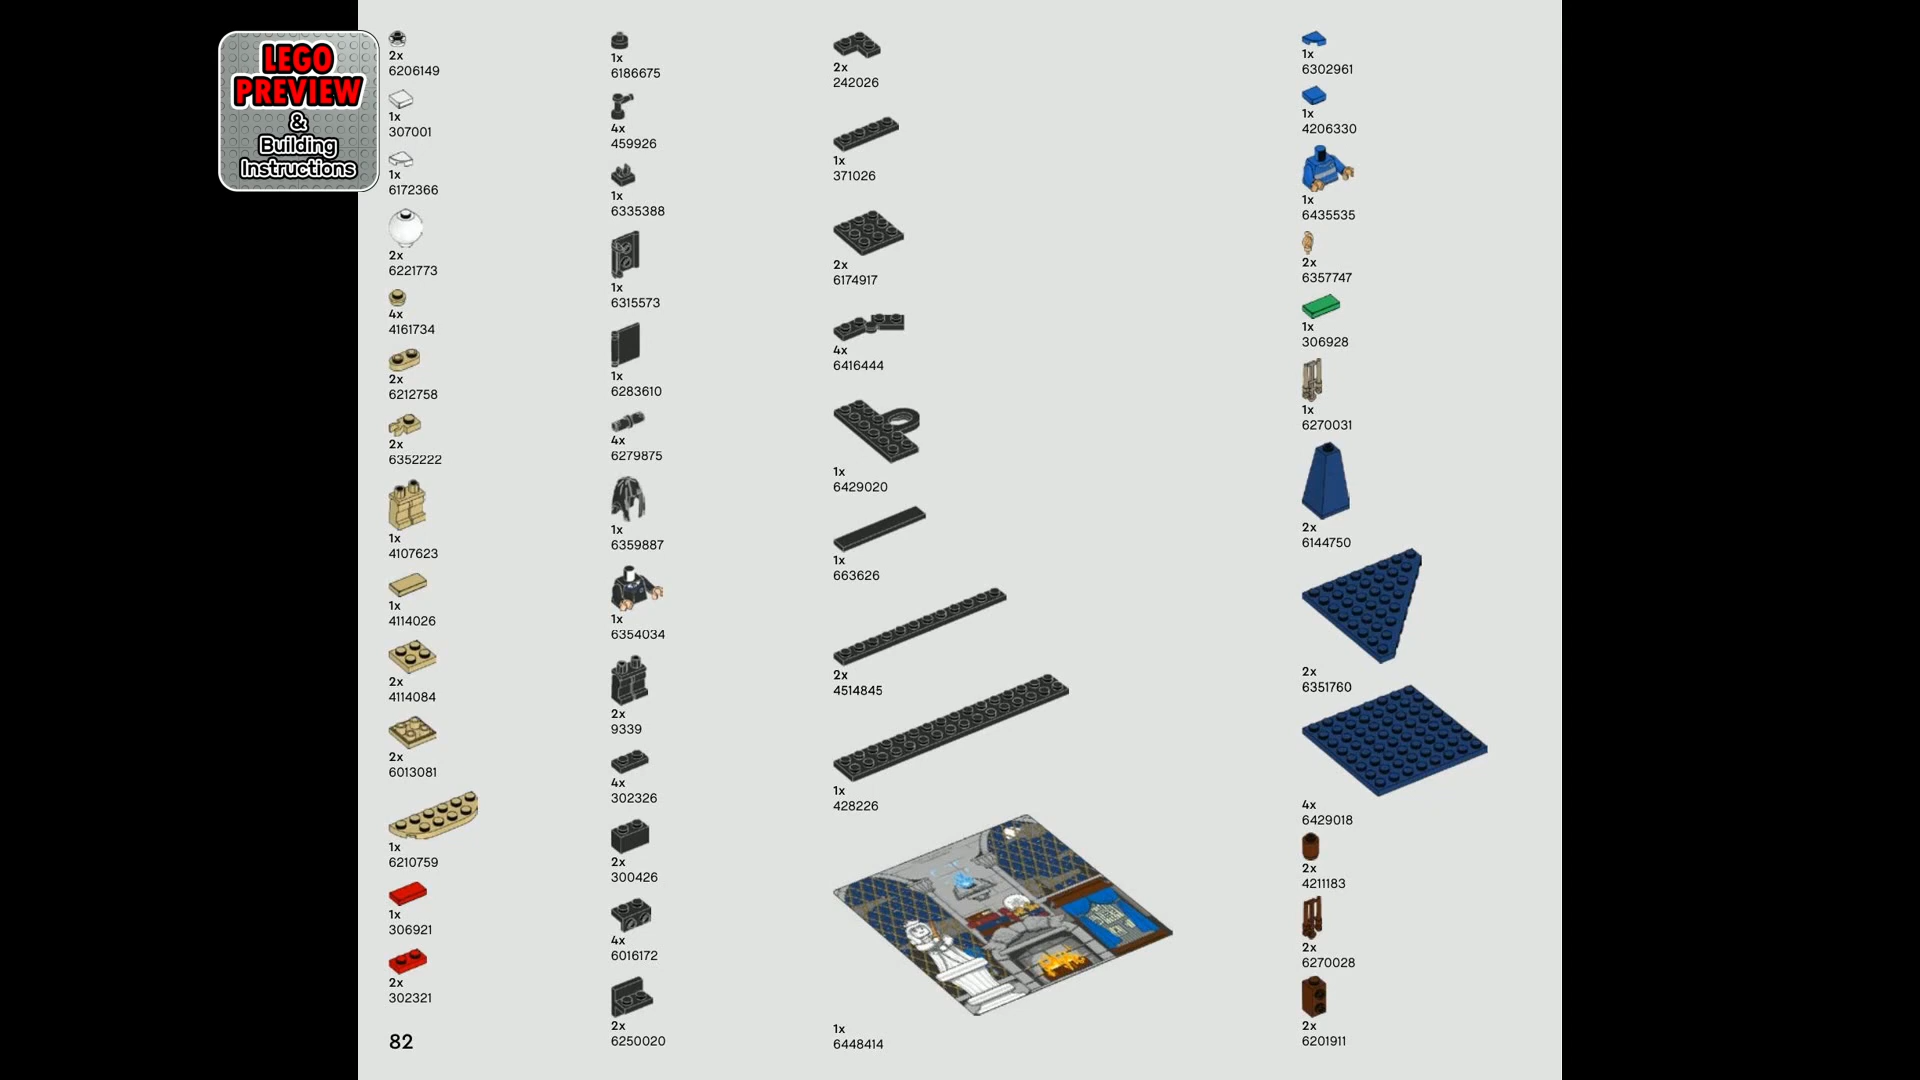 LEGO
PREVIEW
&
Building
Instructions
2x
6206149
1x
307001
1x
6172366
2x
6221773
4x
4161734
2x
6212758
2x
6352222
1x
4107623
1x
4114026
2x
4114084
2x
6013081
1x
6210759
1x
306921
2x
302321
82
1x
6186675
4x
459926
1x
6335388
1x
6315573
1x
6283610
4x
6279875
1x
6359887
1x
6354034
2x
9339
4x
302326
2x
300426
4x
6016172
2x
6250020
2x
242026
1x
371026
2x
6174917
4x
6416444
1x
6429020
1x
663626
2x
4514845
1x
428226
1x
6448414
1x
6302961
1x
4206330
1x
6435535
2x
6357747
1x
306928
1x
6270031
2x
6144750
2x
6351760
4x
6429018
2x
4211183
2x
6270028
2x
6201911